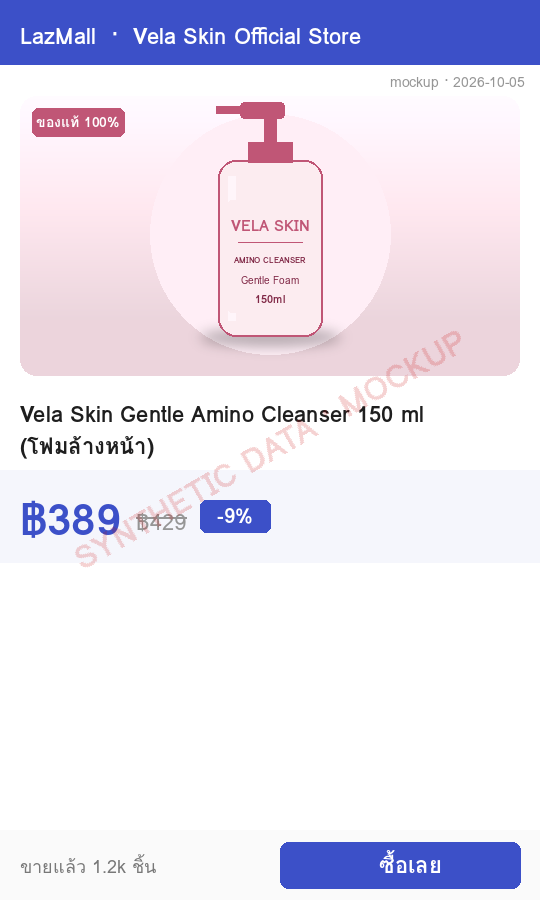 LazMall · Vela Skin Official Store
mockup · 2026-10-05
ของแท้ 100%
VELA SKIN
AMINO CLEANSER
Gentle Foam
150ml
SYNTHETIC DATA · MOCKUP
Vela Skin Gentle Amino Cleanser 150 ml
(โฟมล้างหน้า)
฿389 ฿429 -9%
ขายแล้ว 1.2k ชิ้น ซื้อเลย